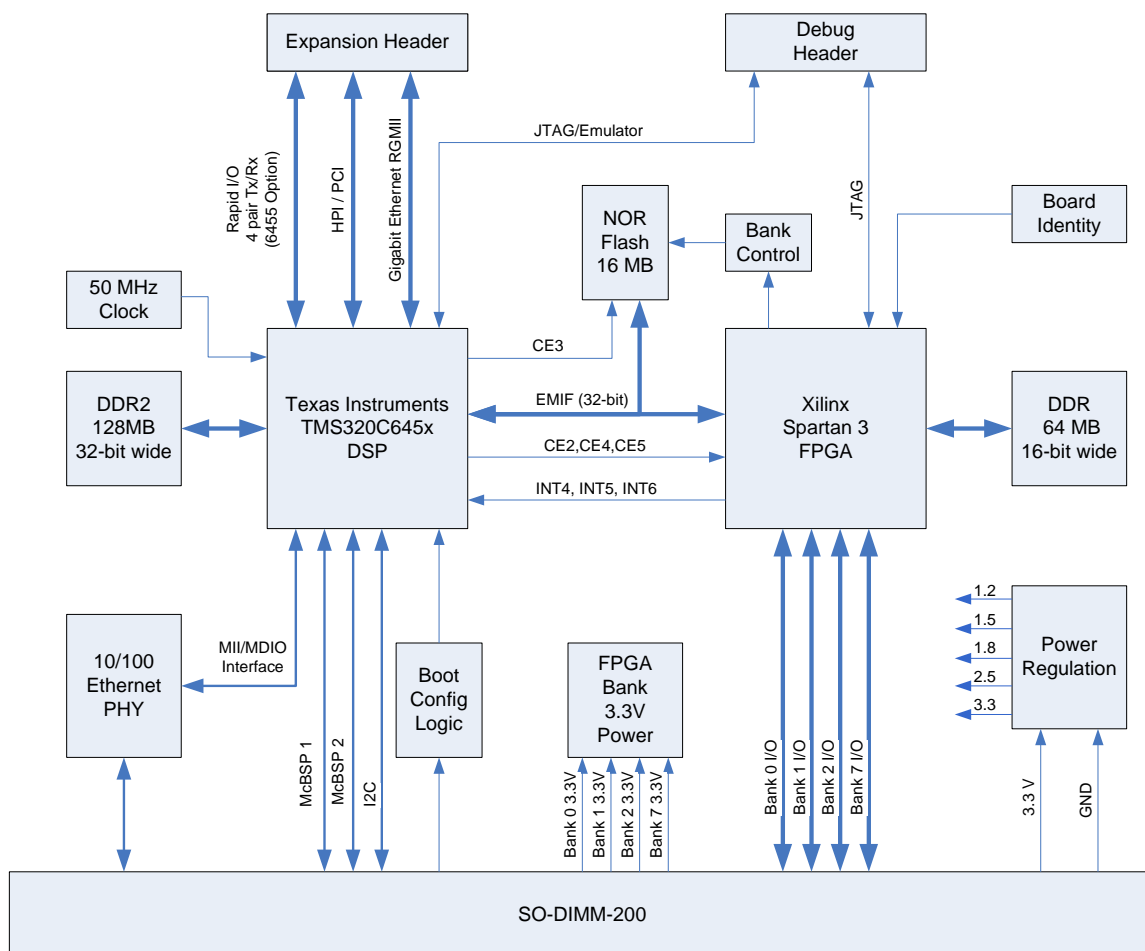 Expansion Header
Debug
Header
JTAG/Emulator
Rapid I/O
4 pair Tx/Rx
(6455 Option)
HPI / PCI
Gigabit Ethernet RGMII
JTAG
NOR
Flash
16 MB
Bank
Control
Board
Identity
50 MHz
Clock
CE3
DDR2
128MB
32-bit wide
Texas Instruments
TMS320C645x
DSP
EMIF (32-bit)
CE2,CE4,CE5
INT4, INT5, INT6
Xilinx
Spartan 3
FPGA
DDR
64 MB
16-bit wide
10/100
Ethernet
PHY
MII/MDIO
Interface
Boot
Config
Logic
FPGA
Bank
3.3V
Power
1.2
1.5
1.8
2.5
3.3
Power
Regulation
McBSP 1
McBSP 2
I2C
Bank 0 3.3V
Bank 1 3.3V
Bank 2 3.3V
Bank 7 3.3V
Bank 0 I/O
Bank 1 I/O
Bank 2 I/O
Bank 7 I/O
3.3 V
GND
SO-DIMM-200